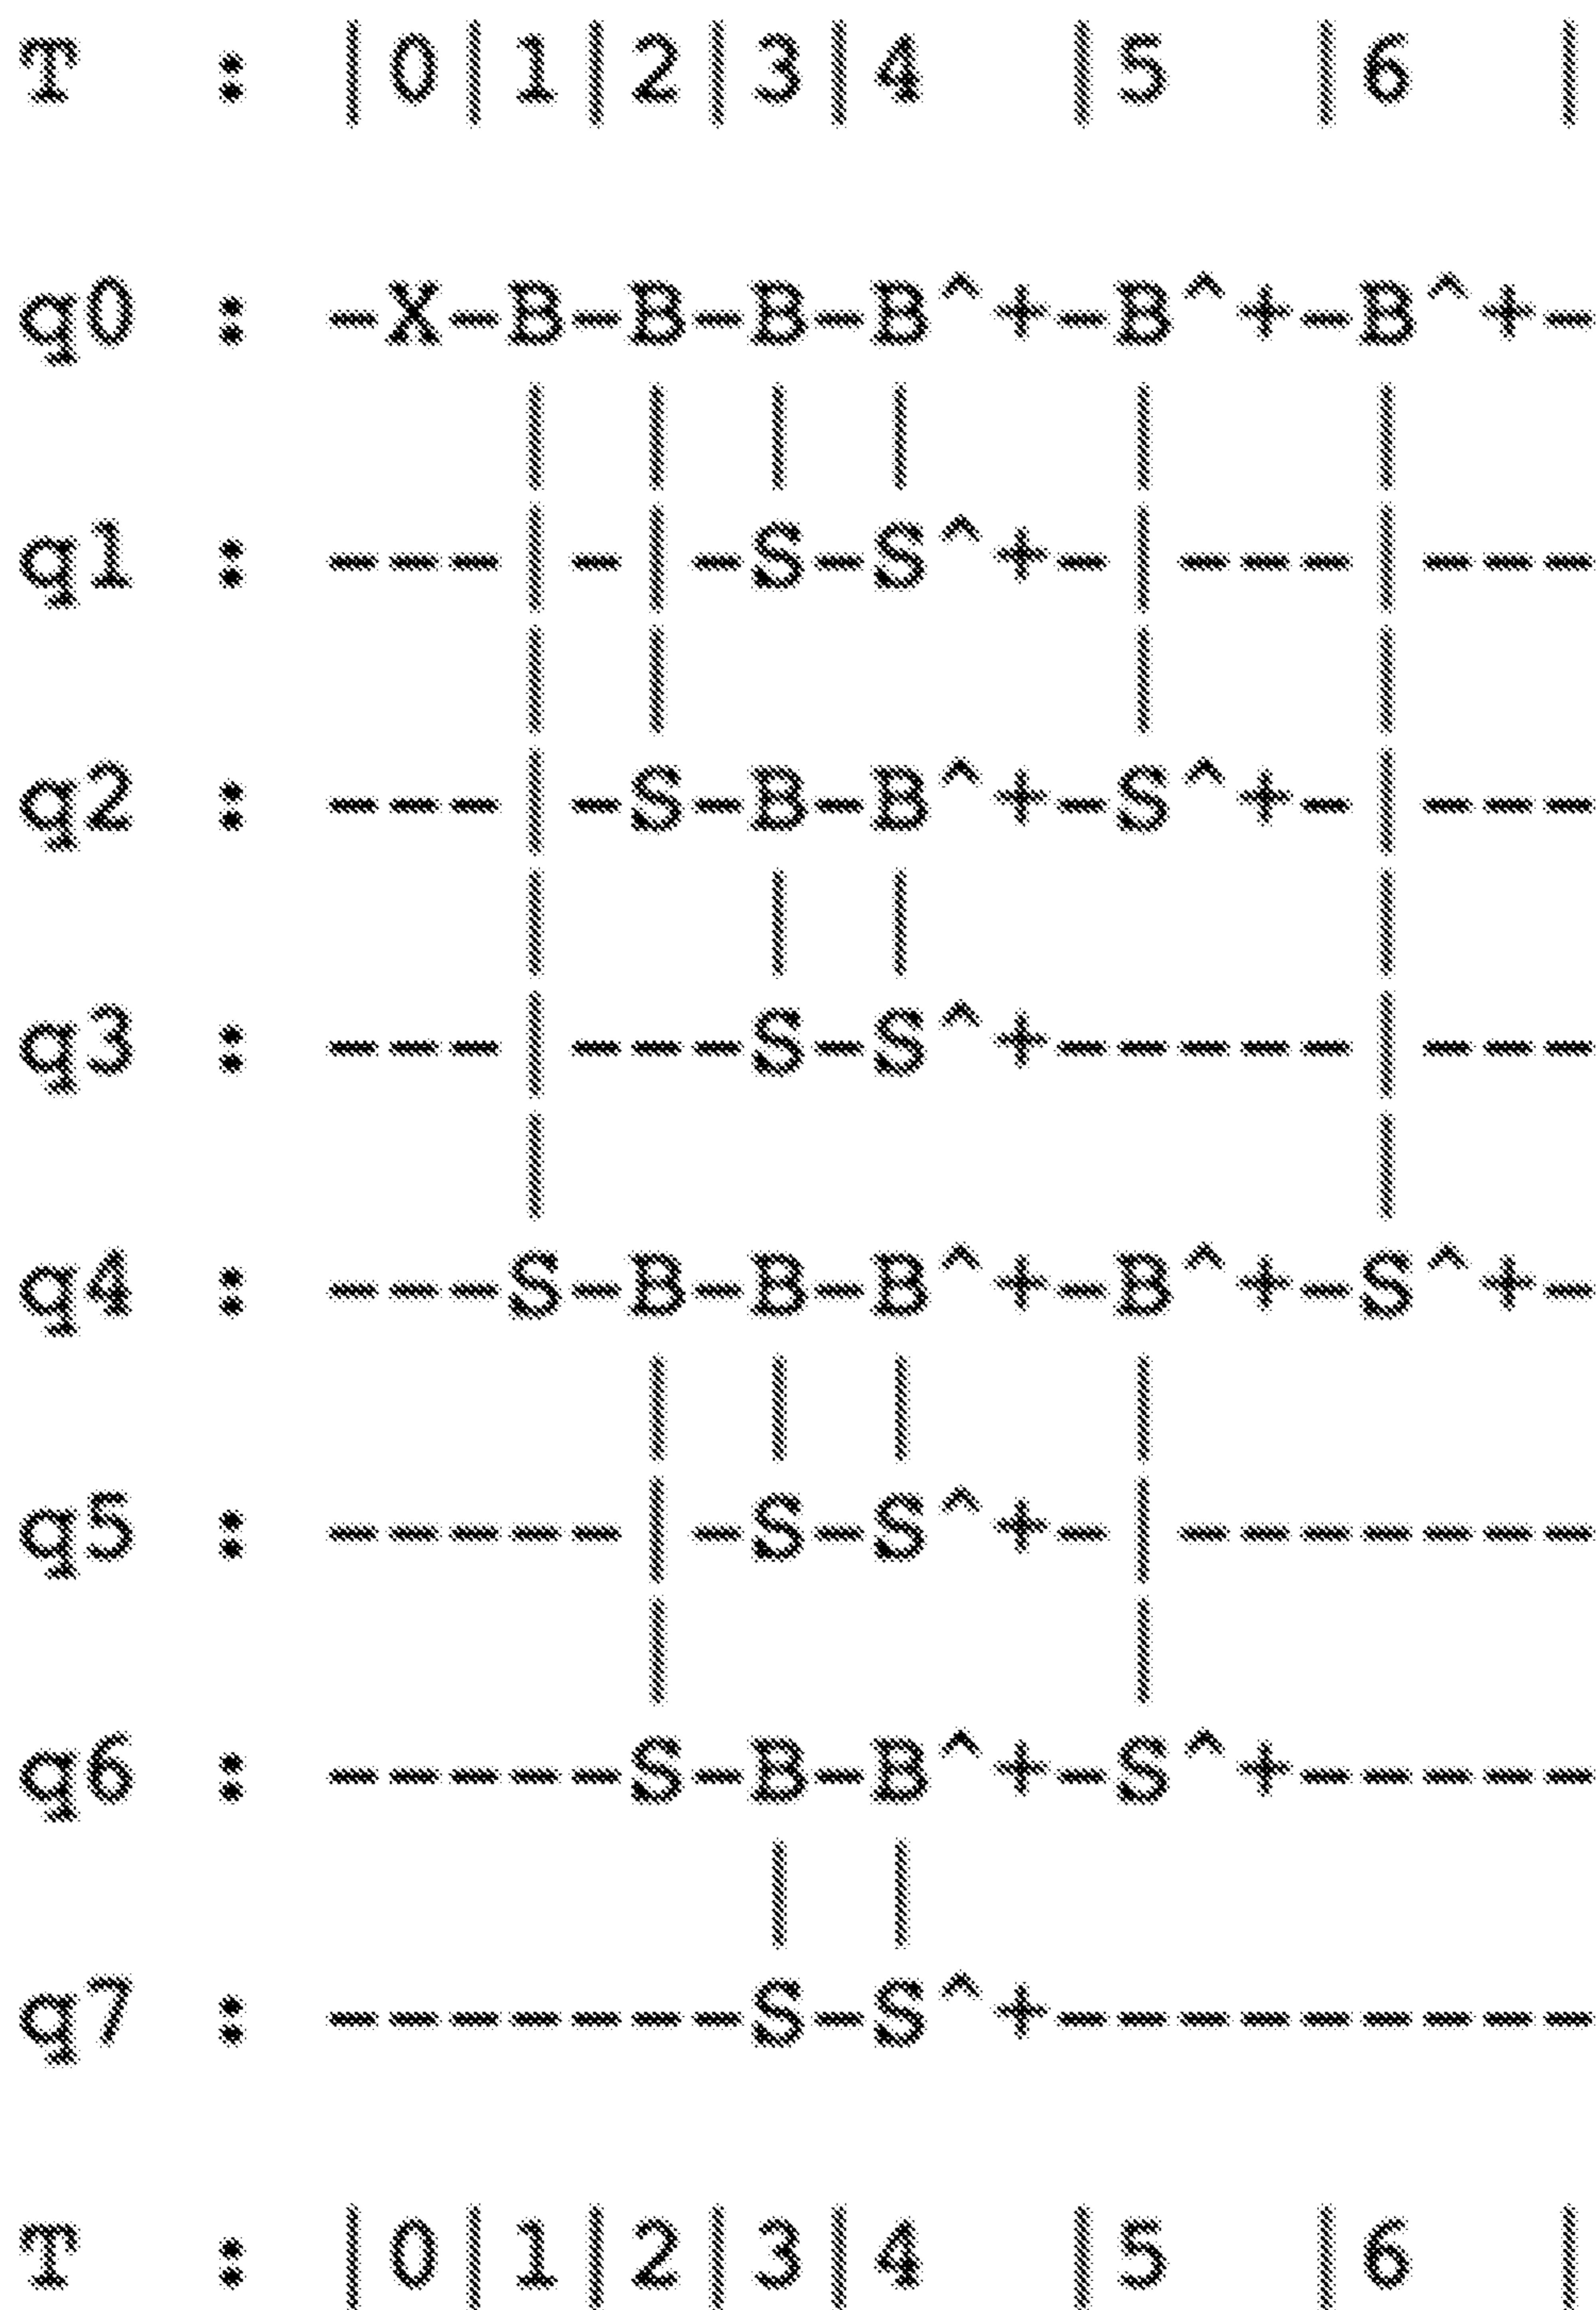 T  : |0|1|2|3|4  |5  |6  |
q0 : -X-B-B-B-B^+-B^+-B^+-
        | | | |   |   |
q1 : ---|-|-S-S^+-|---|---
        | |       |   |
q2 : ---|-S-B-B^+-S^+-|---
        |   | |       |
q3 : ---|---S-S^+-----|---
        |             |
q4 : ---S-B-B-B^+-B^+-S^+-
          | | |   |
q5 : -----|-S-S^+-|-------
          |       |
q6 : -----S-B-B^+-S^+-----
            | |
q7 : -------S-S^+---------
T  : |0|1|2|3|4  |5  |6  |